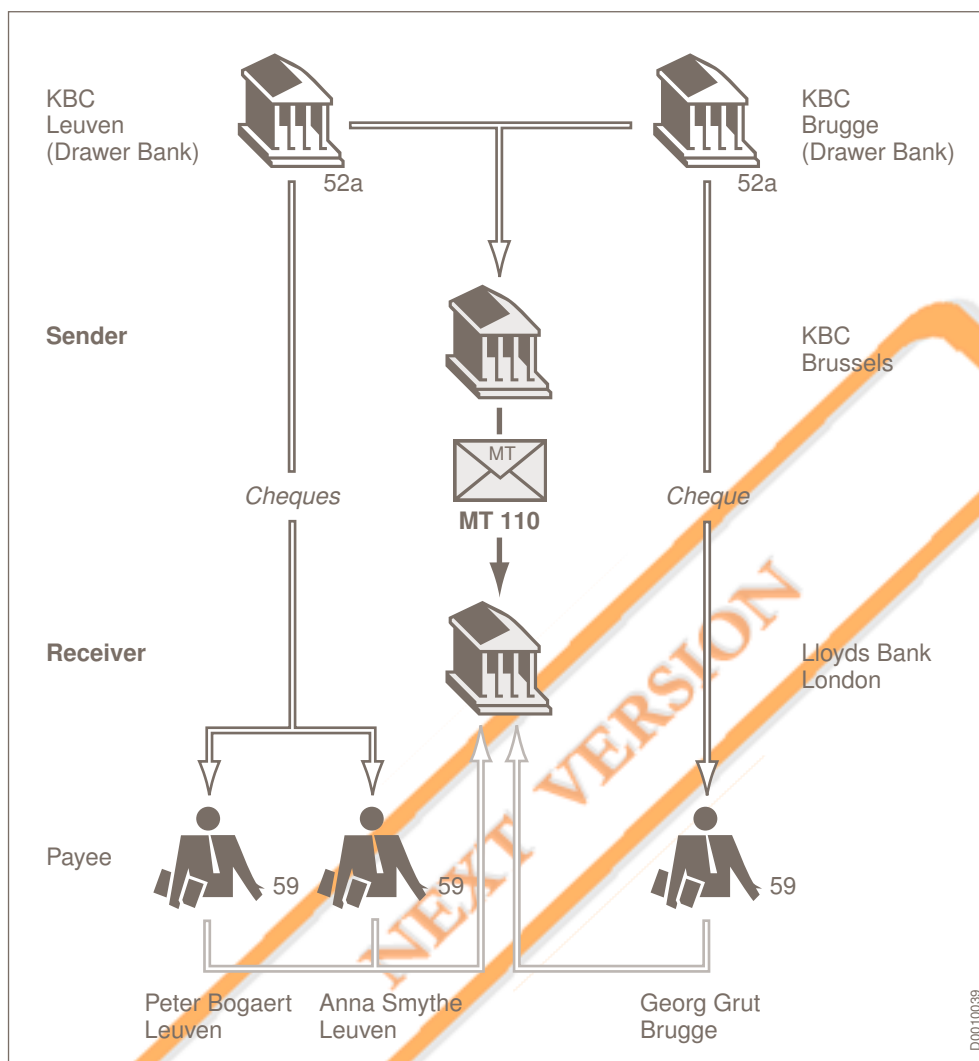 KBC
Leuven
(Drawer Bank)
52a
KBC
Brugge
(Drawer Bank)
52a
Sender
KBC
Brussels
MT
Cheques
MT 110
Cheque
Receiver
Lloyds Bank
London
NEXT VERSION
Payee
59
59
59
Peter Bogaert
Leuven
Anna Smythe
Leuven
Georg Grut
Brugge
D0010039